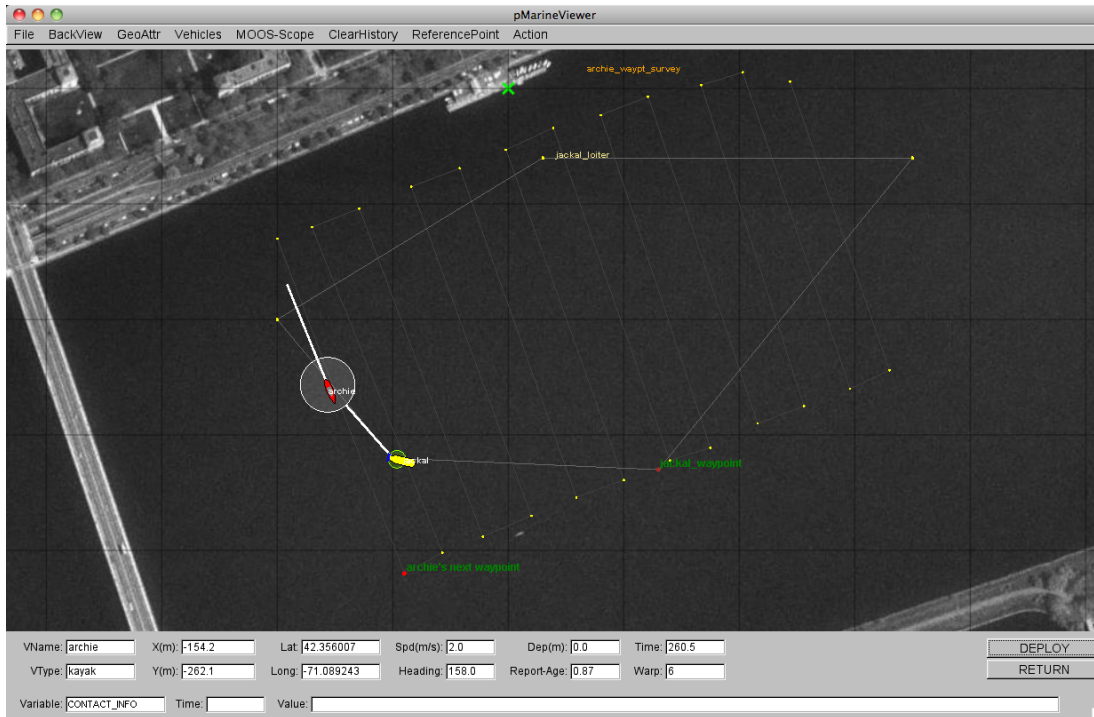 pMarineViewer
File BackView GeoAttr Vehicles MOOS-Scope ClearHistory ReferencePoint Action
archie_waypt_survey
jackal_loiter
archie
kal
jackal_waypoint
archie's next waypoint
VName: archie X(m): -154.2 Lat: 42.356007 Spd(m/s): 2.0 Dep(m): 0.0 Time: 260.5 DEPLOY
VType: kayak Y(m): -262.1 Long: -71.089243 Heading: 158.0 Report-Age: 0.87 Warp: 6 RETURN
Variable: CONTACT_INFO Time: Value: